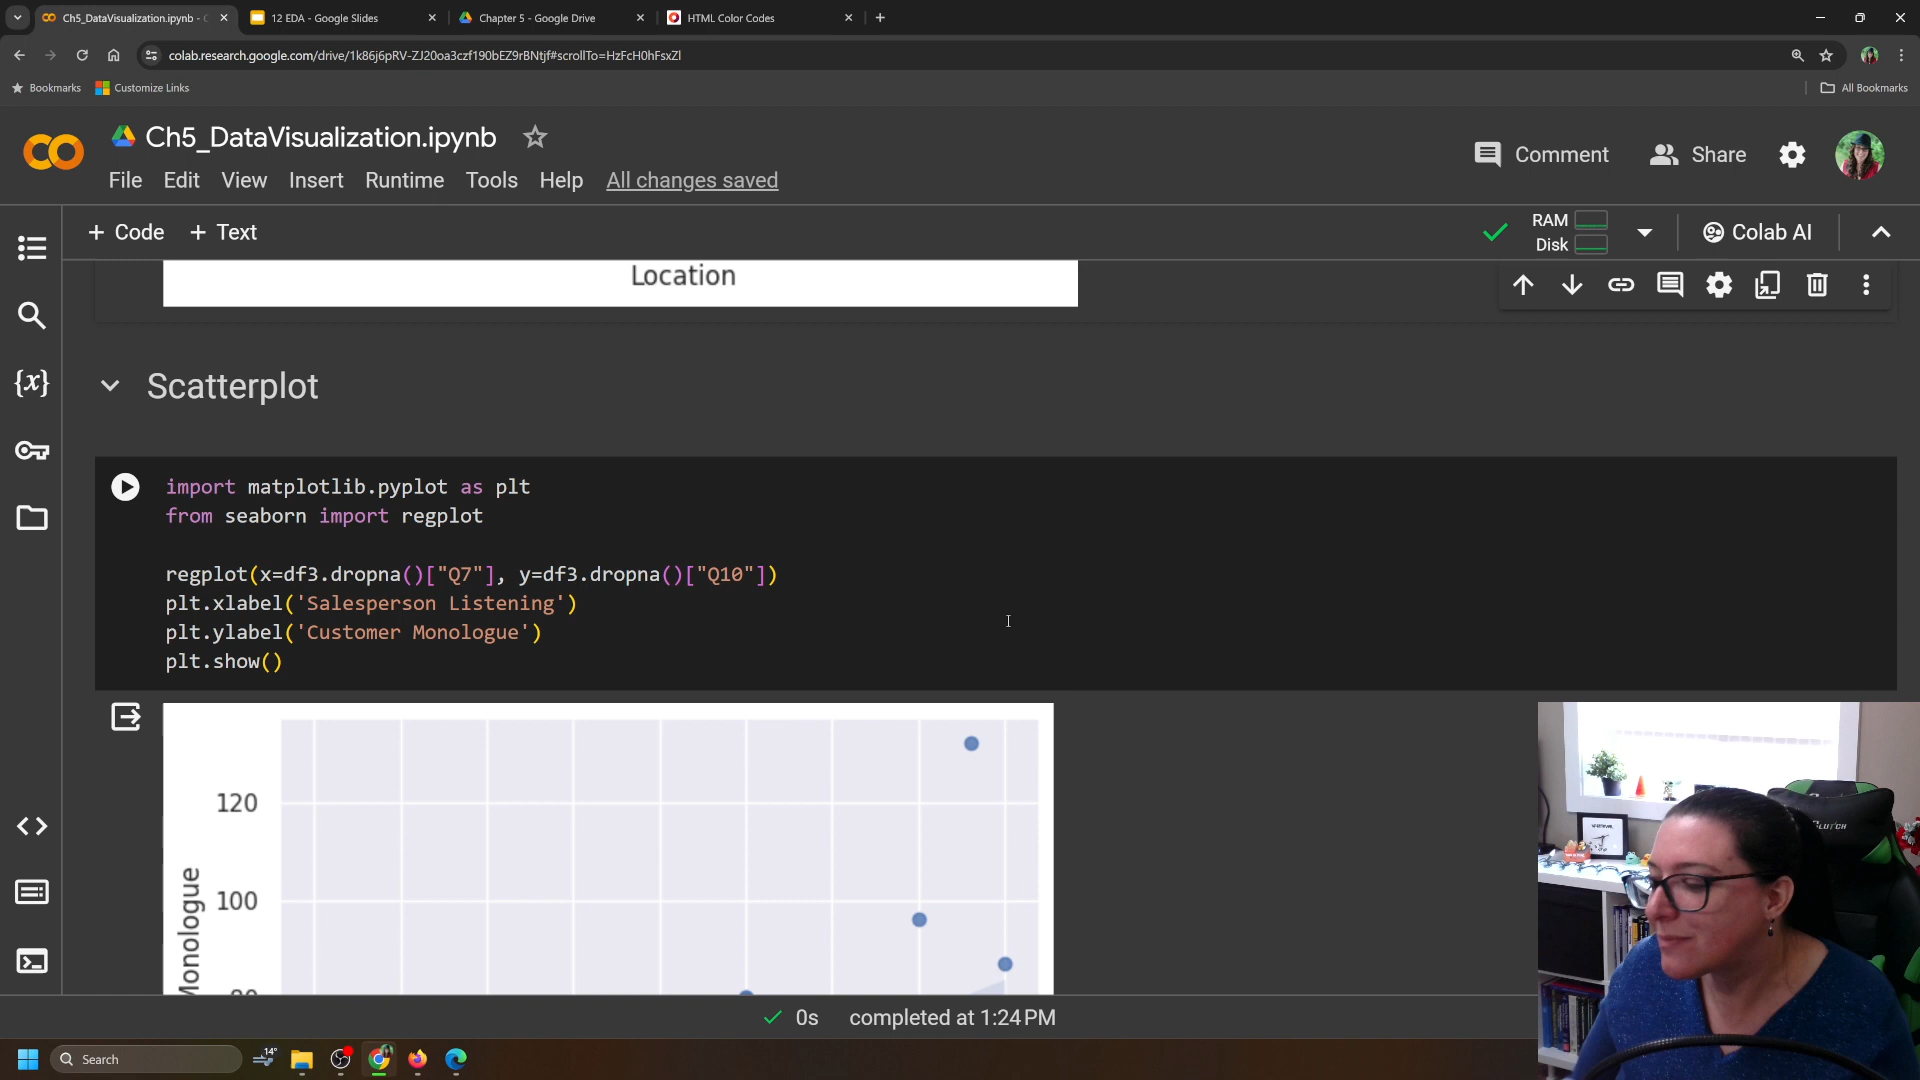 Ch5_DataVisualization.ipynb - C
12 EDA - Google Slides
Chapter 5 - Google Drive
HTML Color Codes
colab.research.google.com/drive/1k86j6pRV-ZJ20oa3czf190bEZ9rBNtjf#scrollTo=HzFcH0hFsxZl
Bookmarks
Customize Links
All Bookmarks
Ch5_DataVisualization.ipynb
Comment
Share
File Edit View Insert Runtime Tools Help All changes saved
+ Code + Text
RAM
Disk
Colab AI
Location
{x}
Scatterplot
import matplotlib.pyplot as plt
from seaborn import regplot
regplot(x=df3.dropna()["Q7"], y=df3.dropna()["Q10"])
plt.xlabel('Salesperson Listening')
plt.ylabel('Customer Monologue')
plt.show()
120
100
80
Monologue
0s completed at 1:24 PM
Search
14°